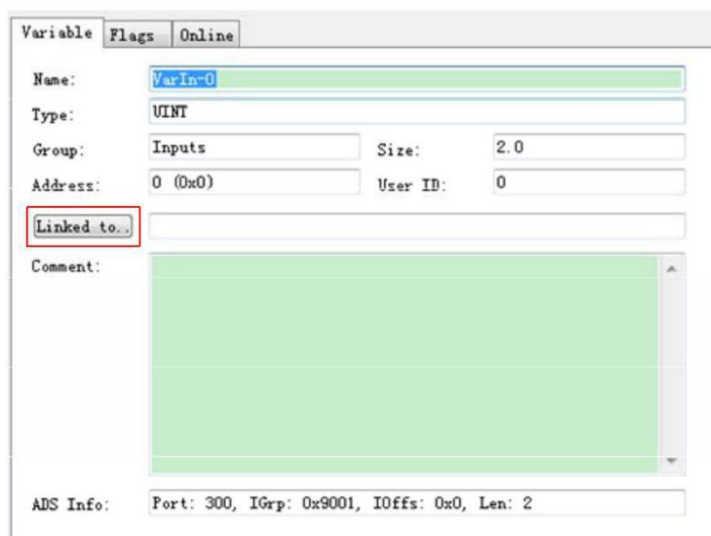 Variable Flags Online
Name: VarIn-0
Type: UINT
Group: Inputs Size: 2.0
Address: 0 (0x0) User ID: 0
Linked to..
Comment:
ADS Info: Port: 300, IGrp: 0x9001, IOffs: 0x0, Len: 2